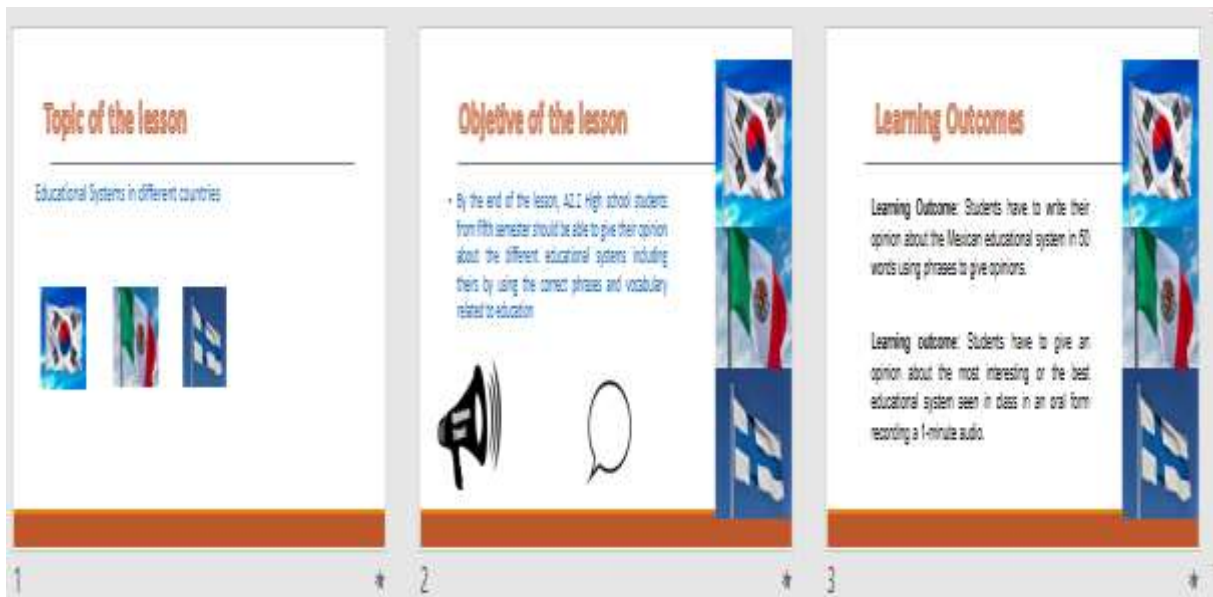 Topic of the lesson
Educational Systems in different countries
1
Objetive of the lesson
• By the end of the lesson, A2.2 High school students
from fifth semester should be able to give their opinion
about the different educational systems including
theirs by using the correct phrases and vocabulary
related to education
2
Learning Outcomes
Learning Outcome: Students have to write their
opinion about the Mexican educational system in 50
words using phrases to give opinions.
Learning outcome: Students have to give an
opinion about the most interesting or the best
educational system seen in class in an oral form
recording a 1-minute audio.
3